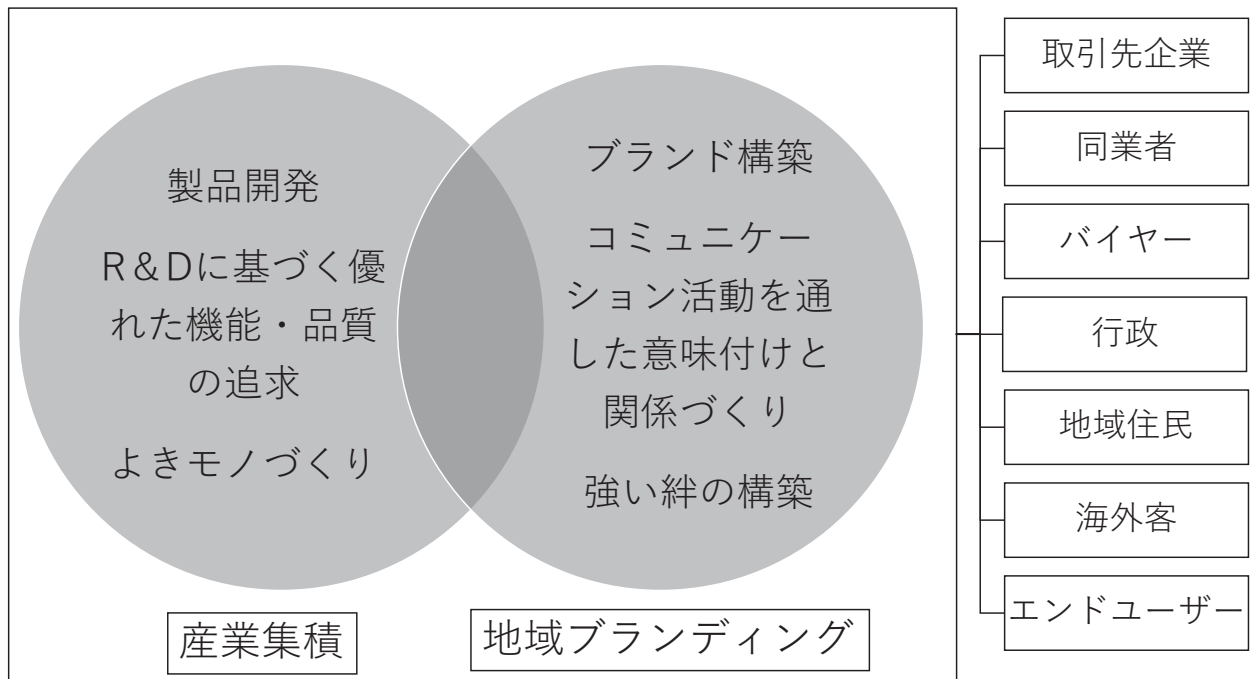 製品開発
R＆Dに基づく優
れた機能・品質
の追求
よきモノづくり
産業集積
ブランド構築
コミュニケー
ション活動を通
した意味付けと
関係づくり
強い絆の構築
地域ブランディング
取引先企業
同業者
バイヤー
行政
地域住民
海外客
エンドユーザー